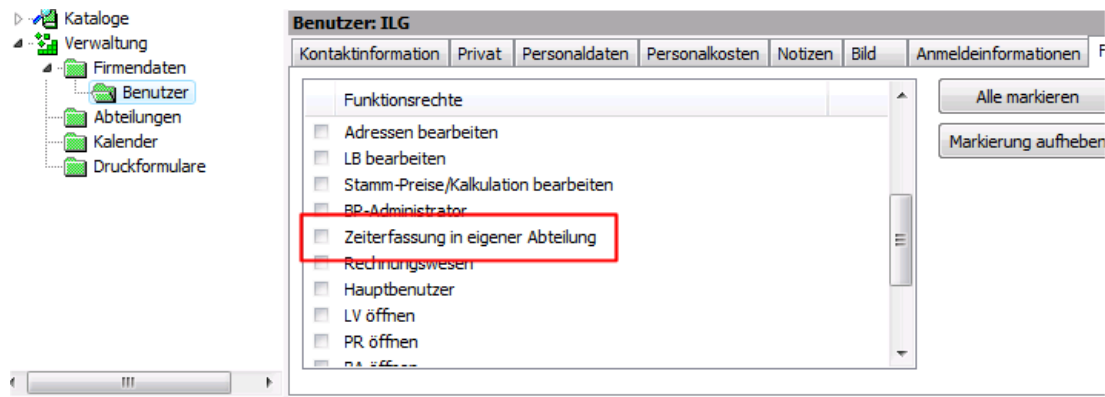 Kataloge
Verwaltung
Firmendaten
Benutzer
Abteilungen
Kalender
Druckformulare
Benutzer: ILG
Kontaktinformation Privat Personaldaten Personalkosten Notizen Bild Anmeldeinformationen
Funktionsrechte
Adressen bearbeiten
LB bearbeiten
Stamm-Preise/Kalkulation bearbeiten
BP-Administrator
Zeiterfassung in eigener Abteilung
Rechnungswesen
Hauptbenutzer
LV öffnen
PR öffnen
Alle markieren
Markierung aufheben